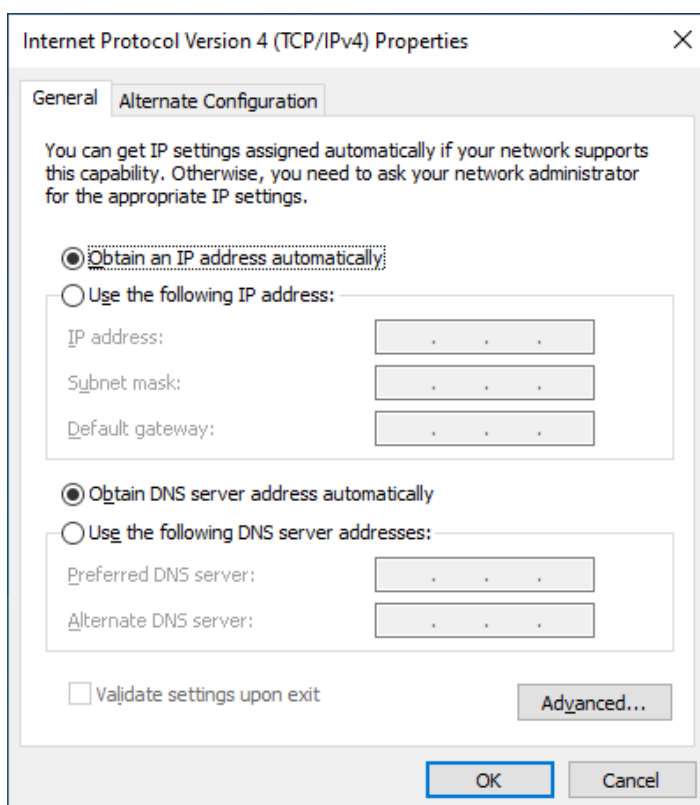 Internet Protocol Version 4 (TCP/IPv4) Properties
General
Alternate Configuration
You can get IP settings assigned automatically if your network supports
this capability. Otherwise, you need to ask your network administrator
for the appropriate IP settings.
Obtain an IP address automatically
Use the following IP address:
IP address:
Subnet mask:
Default gateway:
Obtain DNS server address automatically
Use the following DNS server addresses:
Preferred DNS server:
Alternate DNS server:
Validate settings upon exit
Advanced...
OK
Cancel